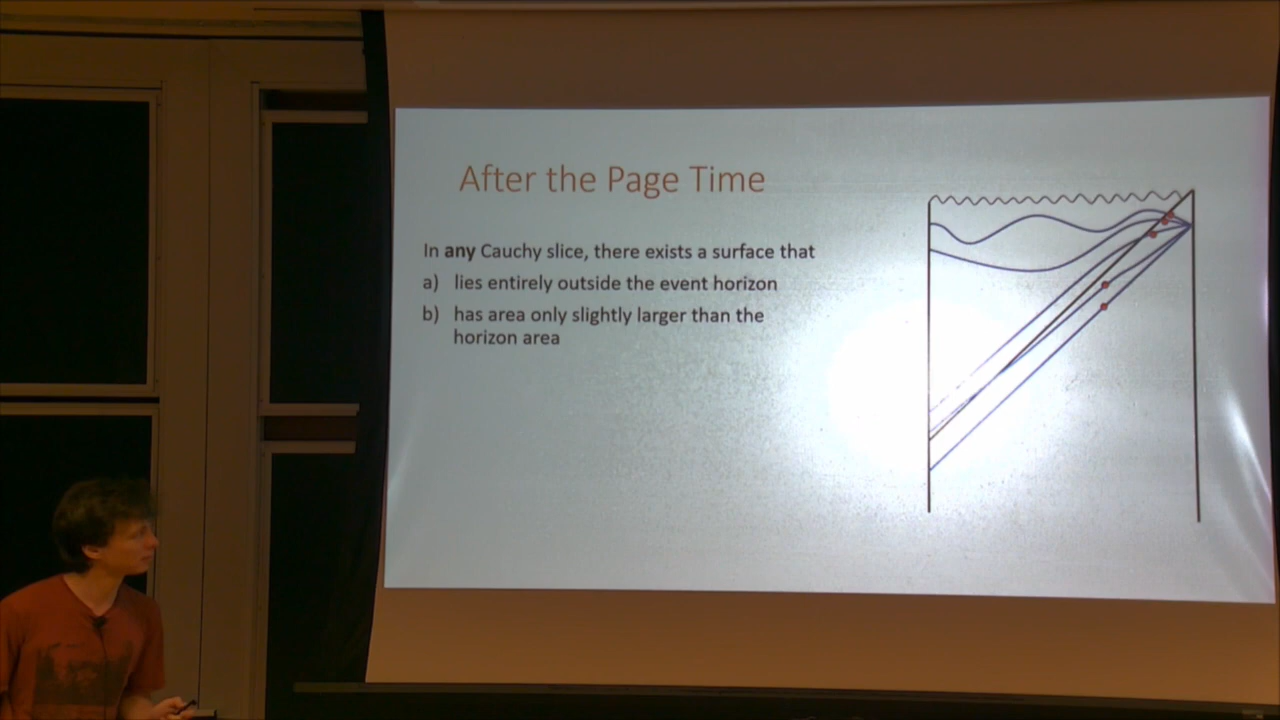 After the Page Time
In any Cauchy slice, there exists a surface that
a) lies entirely outside the event horizon
b) has area only slightly larger than the
horizon area